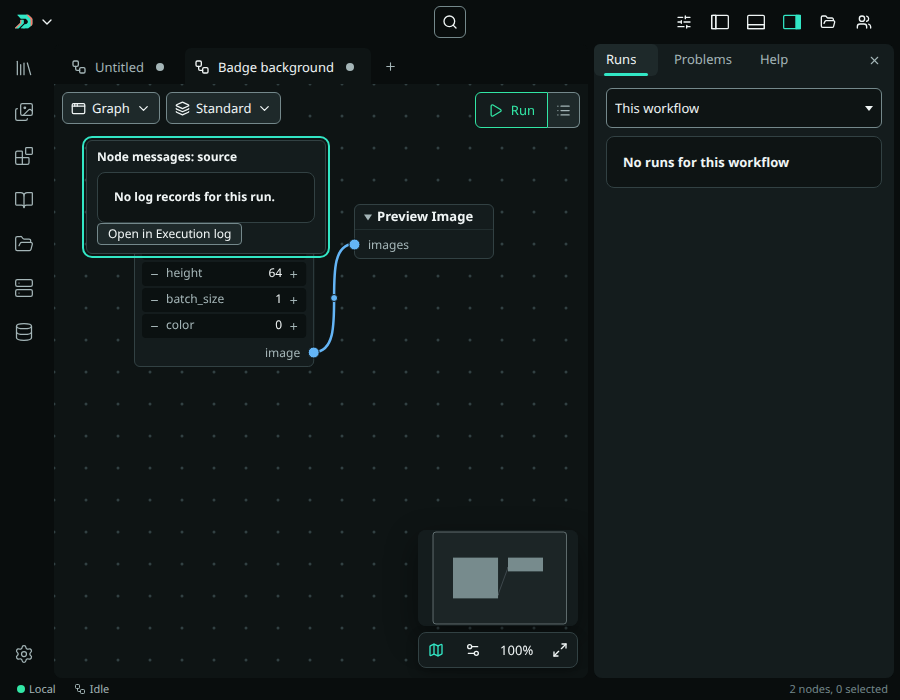 Untitled
Badge background
Graph
Standard
Run
Node messages: source
No log records for this run.
Open in Execution log
height 64
batch_size 1
color 0
image
Preview Image
images
100%
Runs
Problems
Help
This workflow
No runs for this workflow
Local
Idle
2 nodes, 0 selected